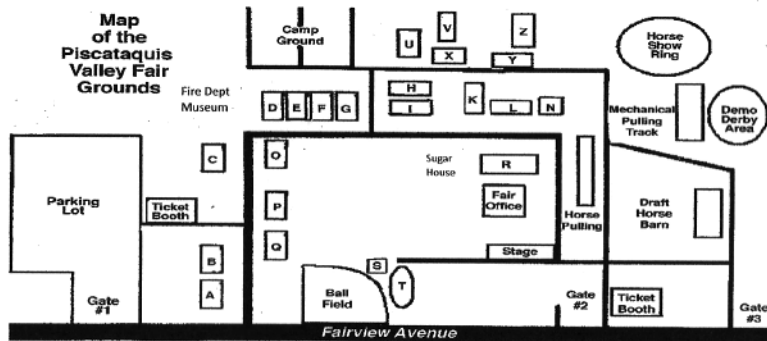 Map
of the
Piscataquis
Valley Fair
Grounds
Camp
Ground
U
V
X
Z
Y
Horse
Show
Ring
Fire Dept
Museum
D
E
F
G
H
I
K
L
N
Mechanical
Pulling
Track
Demo
Derby
Area
C
O
Sugar
House
R
Parking
Lot
Ticket
Booth
P
Fair
Office
Horse
Pulling
Draft
Horse
Barn
B
Q
Stage
S
A
T
Gate
#1
Ball
Field
Gate
#2
Ticket
Booth
Gate
#3
Fairview Avenue